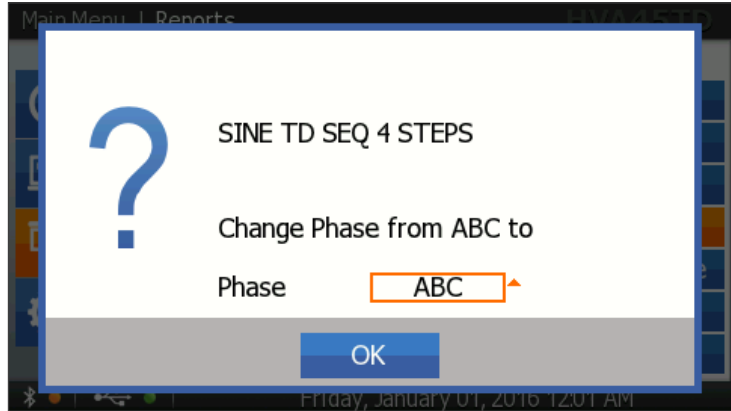 Main Menu | Reports
HVA45TD
?
SINE TD SEQ 4 STEPS
Change Phase from ABC to
Phase ABC
OK
Friday, January 01, 2016 12:01 AM